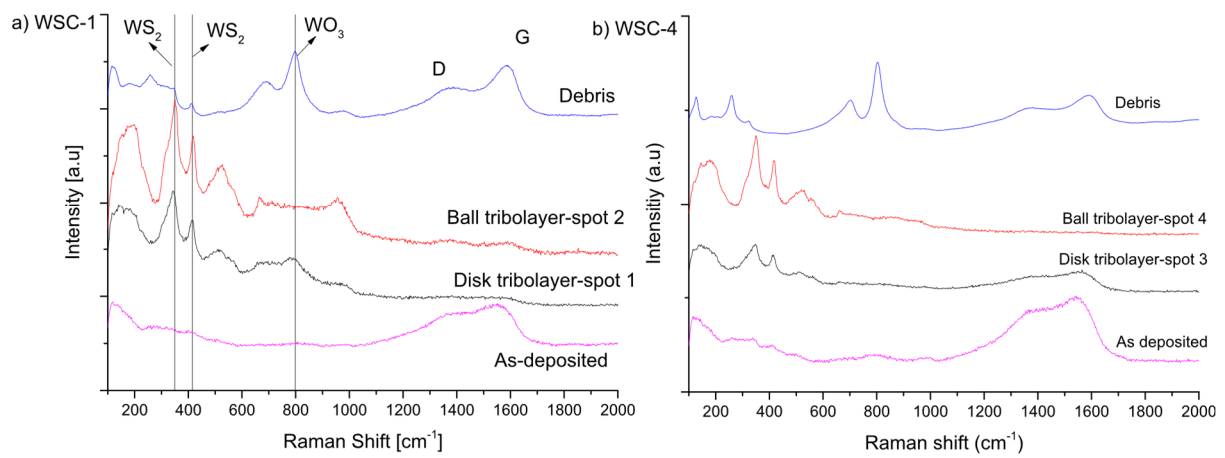 a) WSC-1
WS2
WS2
WO3
D
G
Debris
Ball tribolayer-spot 2
Disk tribolayer-spot 1
As-deposited
Intensity [a.u]
200 400 600 800 1000 1200 1400 1600 1800 2000
Raman Shift [cm-1]
b) WSC-4
Debris
Ball tribolayer-spot 4
Disk tribolayer-spot 3
As deposited
Intensitiy (a.u)
200 400 600 800 1000 1200 1400 1600 1800 2000
Raman shift (cm-1)